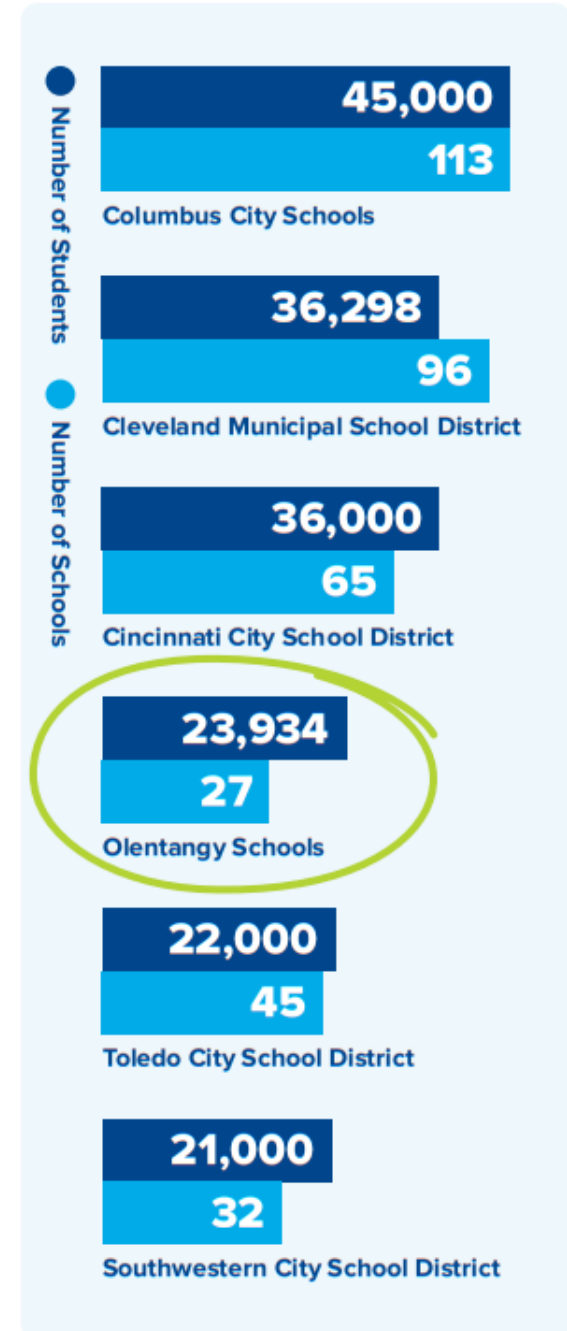 Number of Students
Number of Schools
45,000
113
Columbus City Schools
36,298
96
Cleveland Municipal School District
36,000
65
Cincinnati City School District
23,934
27
Olentangy Schools
22,000
45
Toledo City School District
21,000
32
Southwestern City School District